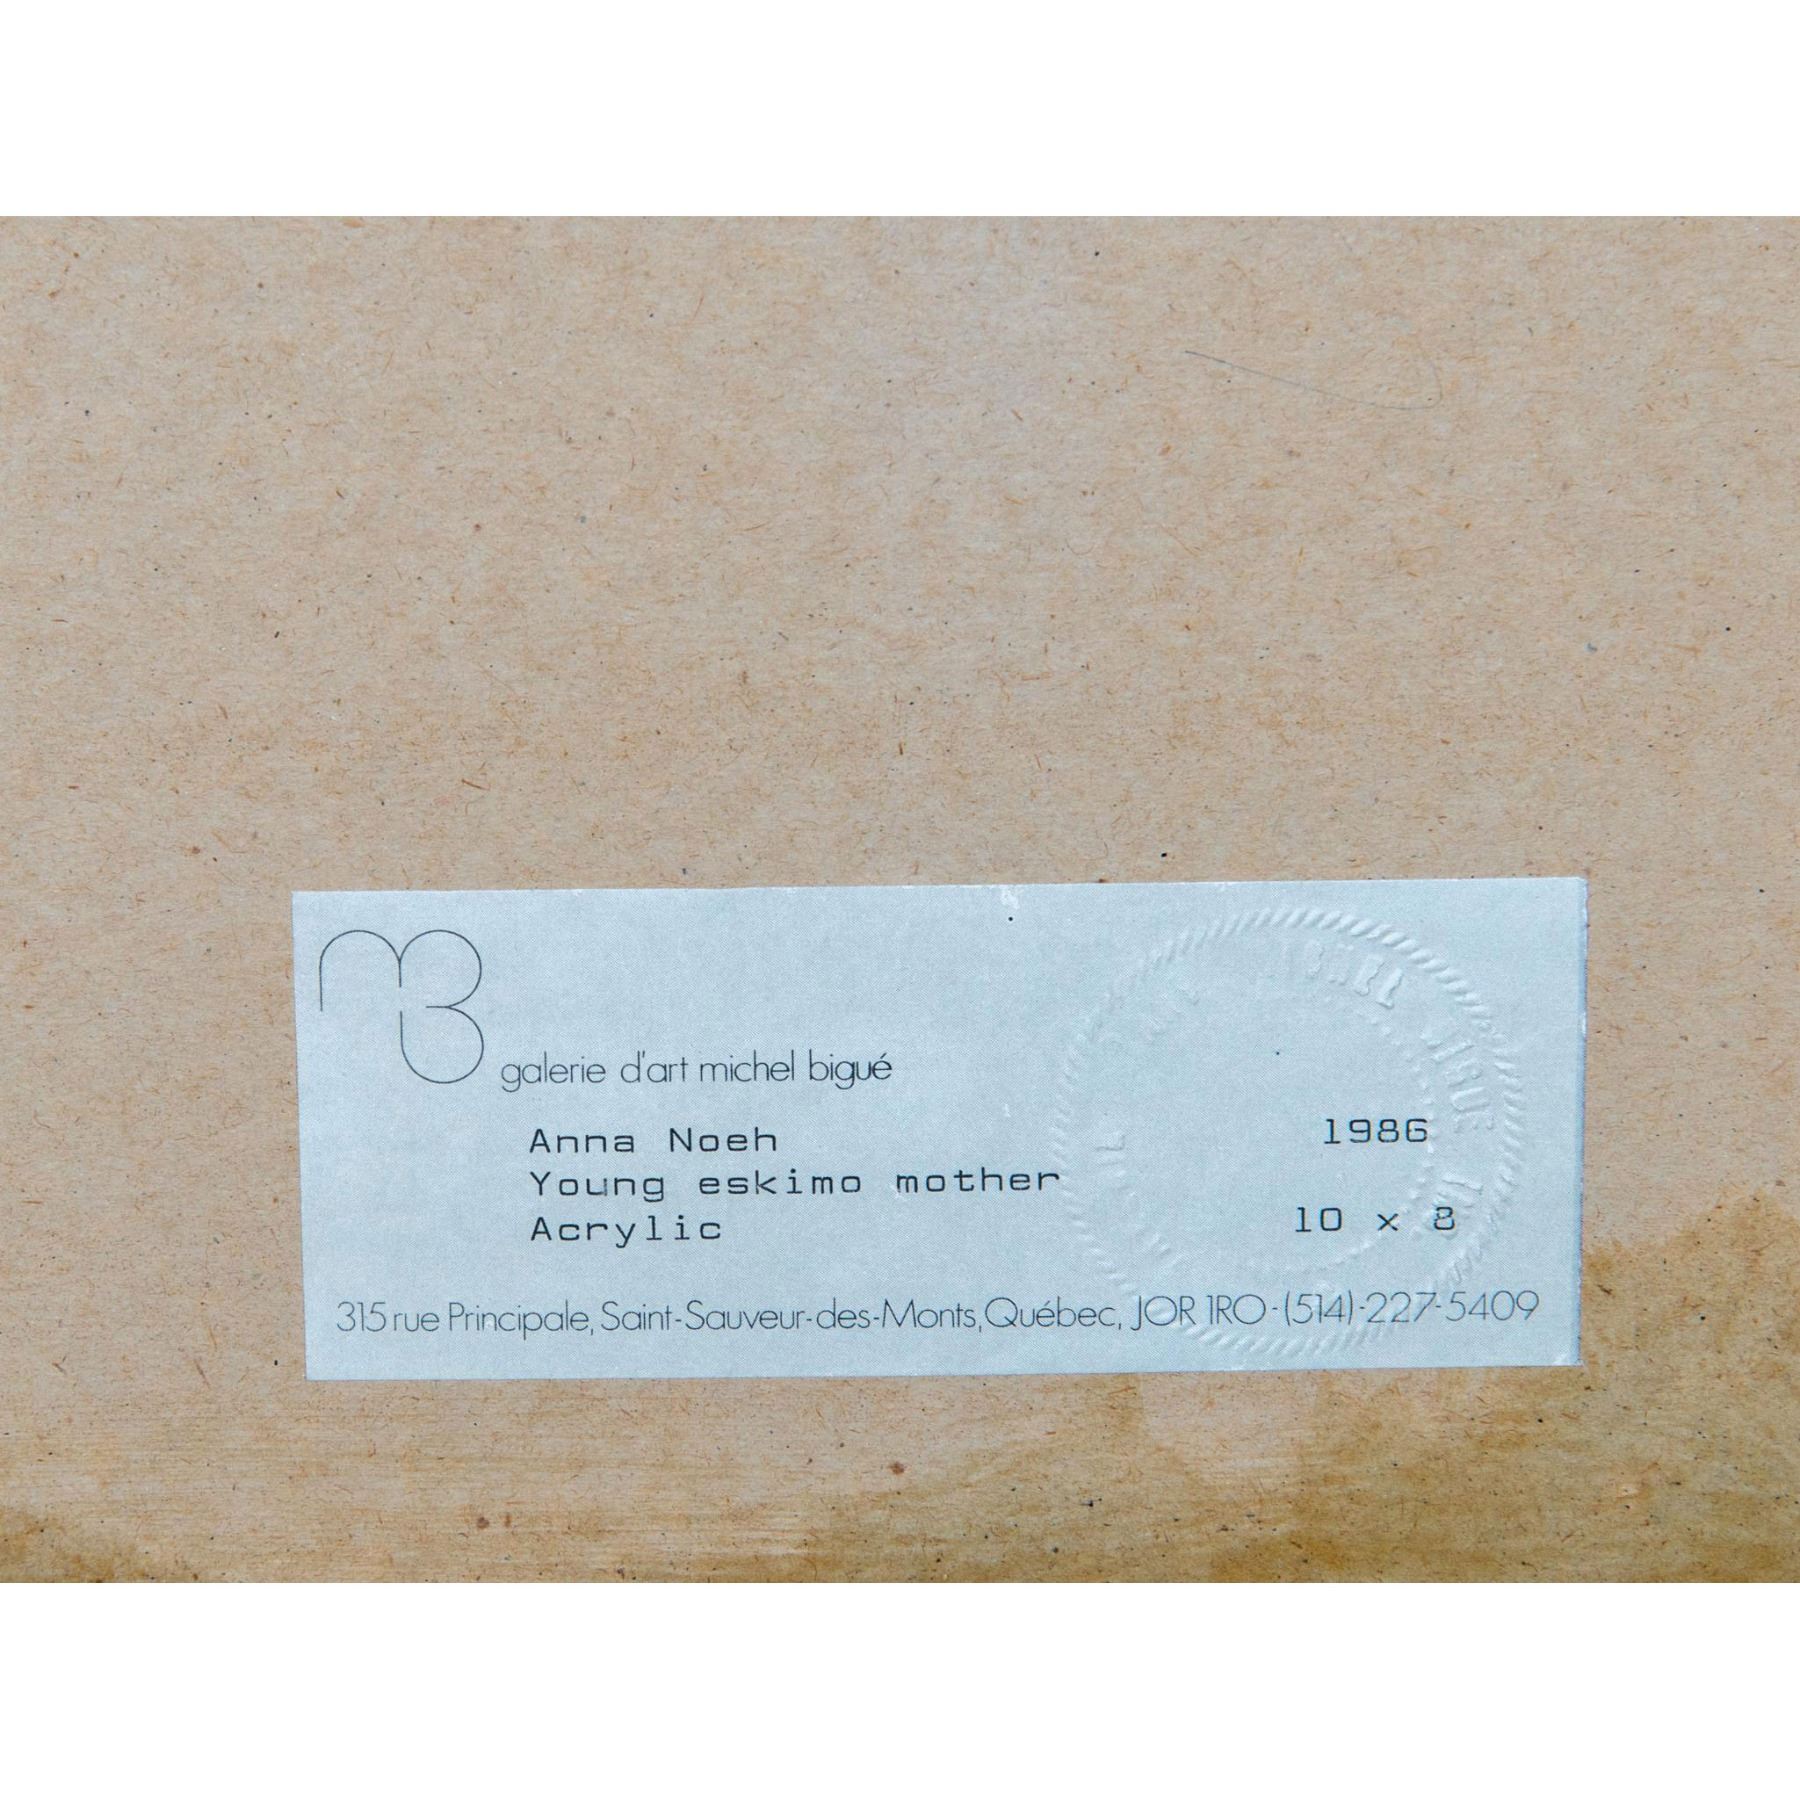 galerie d'art michel bigué
Anna Noeh 1986
Young eskimo mother
Acrylic 10 x 8
315 rue Principale, Saint-Sauveur-des-Monts, Québec, JOR 1RO - (514)-227-5409